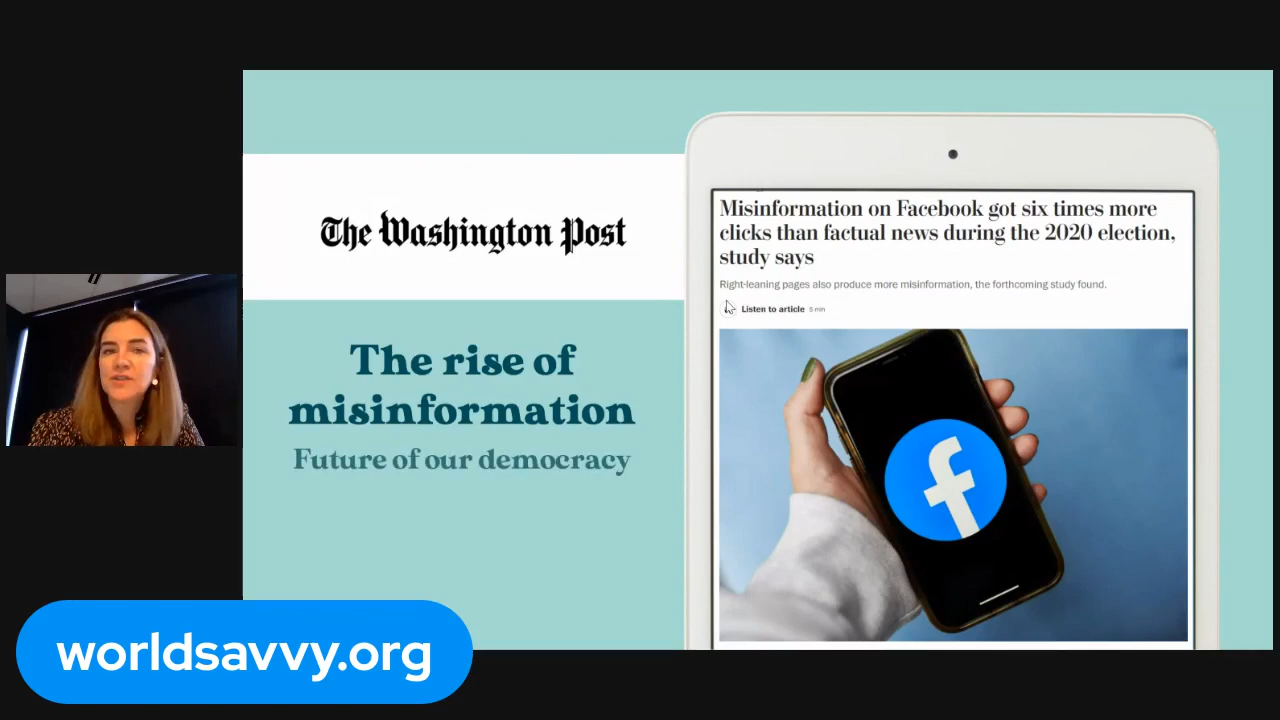 The Washington Post
The rise of
misinformation
Future of our democracy
Misinformation on Facebook got six times more
clicks than factual news during the 2020 election,
study says
Right-leaning pages also produce more misinformation, the forthcoming study found.
Listen to article 5 min
f
worldsavvy.org